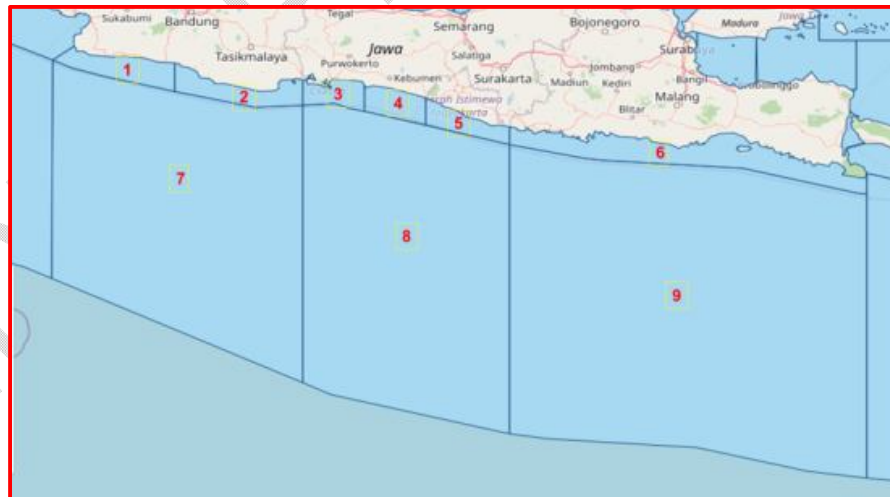 Sukabumi
Bandung
Tegal
Semarang
Bojonegoro
Madura
Tasikmalaya
Purwokerto
Jawa
Salatiga
Surabaya
Kebumen
Surakarta
Jombang
Madiun
Kediri
Bangil
Malang
Blitar
Istimewa
1
2
3
4
5
6
7
8
9